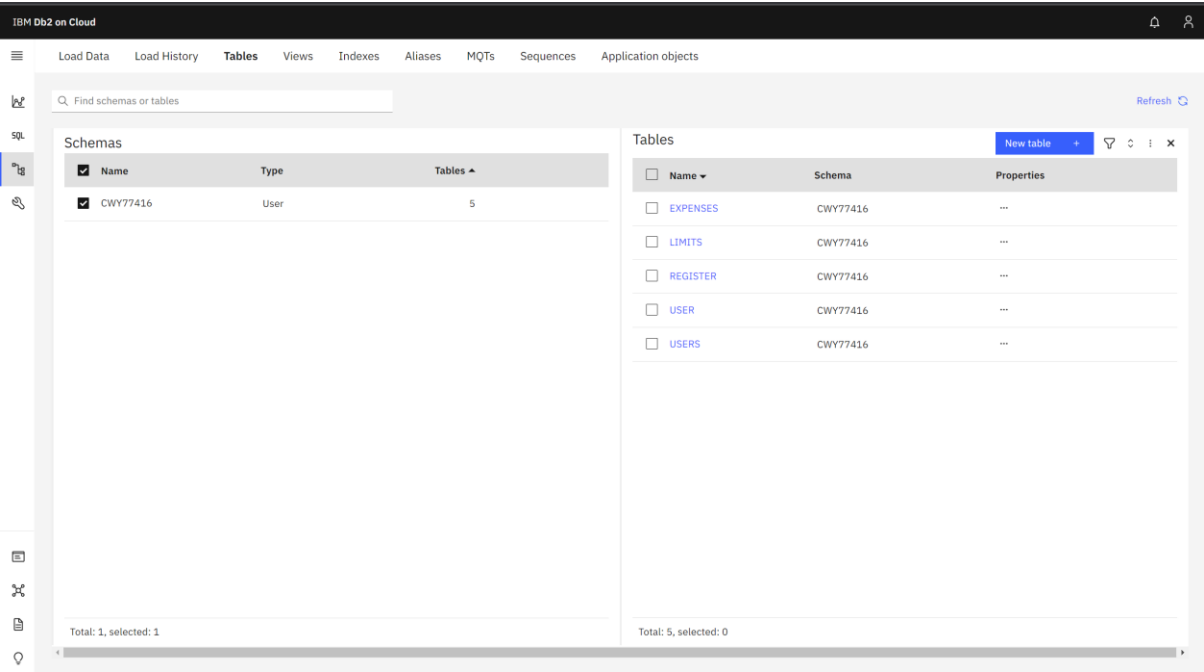 IBM Db2 on Cloud
Load Data Load History Tables Views Indexes Aliases MQTs Sequences Application objects
Find schemas or tables
Refresh
SQL
Schemas
Name Type Tables
CWY77416 User 5
Total: 1, selected: 1
Tables
New table +
Name Schema Properties
EXPENSES CWY77416 ...
LIMITS CWY77416 ...
REGISTER CWY77416 ...
USER CWY77416 ...
USERS CWY77416 ...
Total: 5, selected: 0